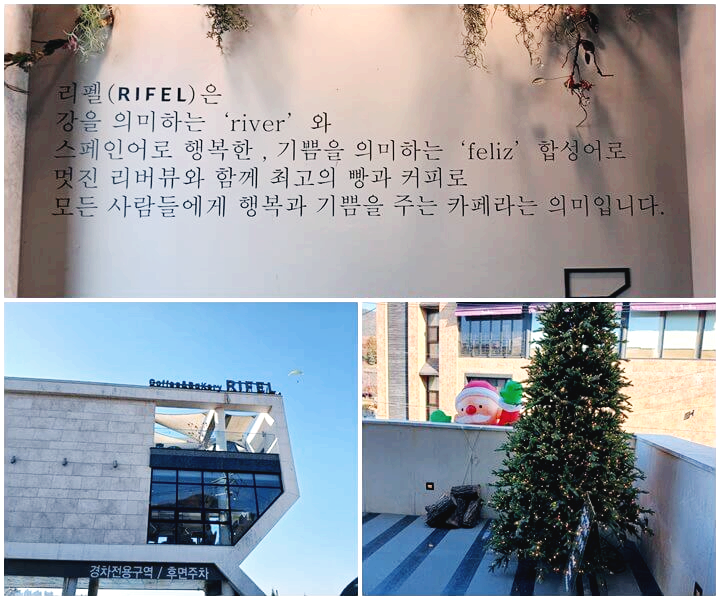 리펠(RIFEL)은
강을 의미하는 ‘river’ 와
스페인어로 행복한 , 기쁨을 의미하는 ‘feliz’ 합성어로
멋진 리버뷰와 함께 최고의 빵과 커피로
모든 사람들에게 행복과 기쁨을 주는 카페라는 의미입니다.
Coffee&Bakery RIFEL
경차전용구역 / 후면주차